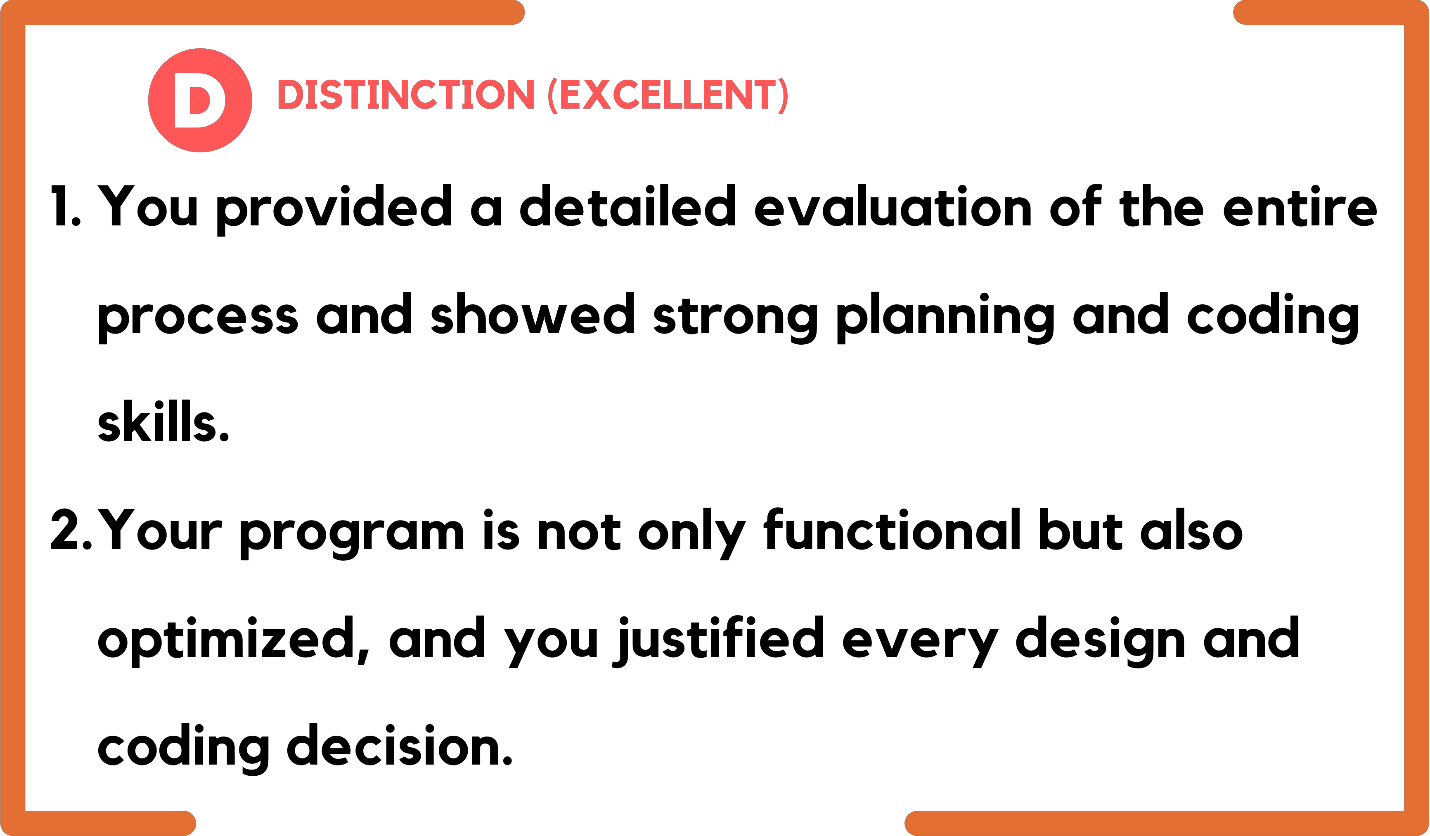 D DISTINCTION (EXCELLENT)
1. You provided a detailed evaluation of the entire
process and showed strong planning and coding
skills.
2. Your program is not only functional but also
optimized, and you justified every design and
coding decision.